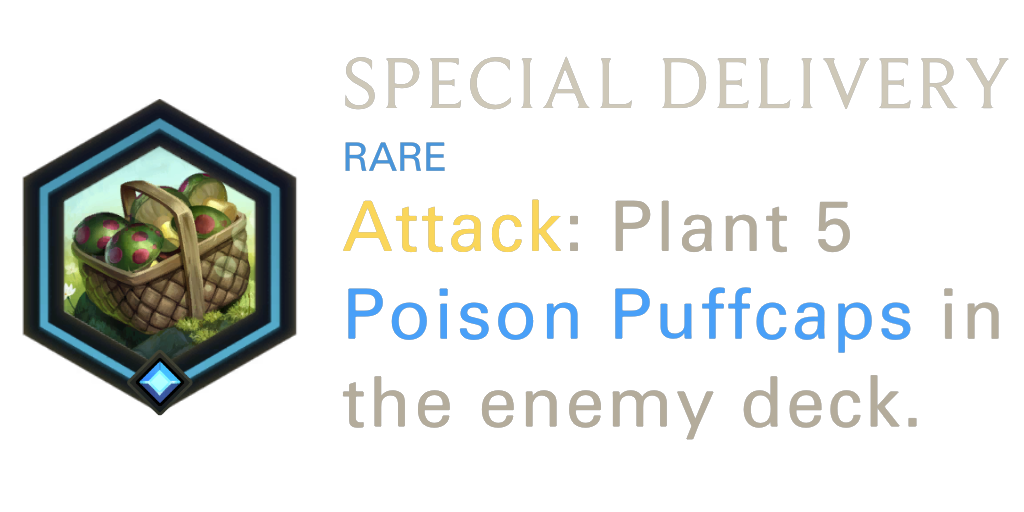 SPECIAL DELIVERY
RARE
Attack: Plant 5
Poison Puffcaps in
the enemy deck.